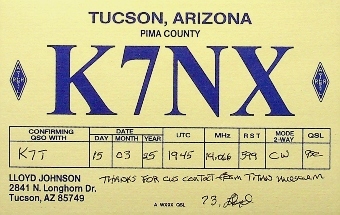 TUCSON, ARIZONA
PIMA COUNTY
K7NX
CONFIRMING QSO WITH DATE DAY MONTH YEAR UTC MHz RST MODE 2-WAY QSL
K7T 15 03 25 1945 14.066 599 CW
THANKS FOR CW CONTACT FROM TITAN MUSEUM
LLOYD JOHNSON
2841 N. Longhorn Dr.
Tucson, AZ 85749
73, Lloyd
A WX9X QSL